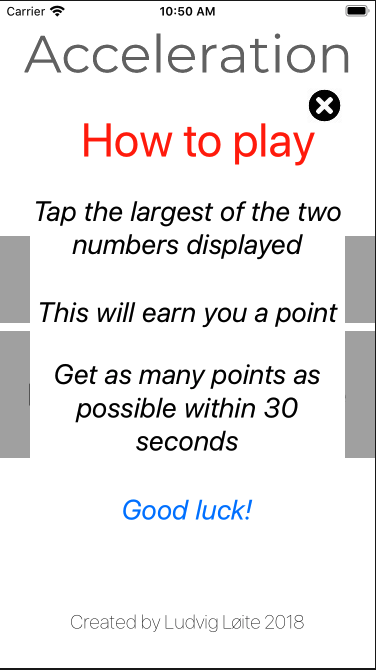 Carrier 10:50 AM
Acceleration
How to play
Tap the largest of the two
numbers displayed
This will earn you a point
Get as many points as
possible within 30
seconds
Good luck!
Created by Ludvig Løite 2018